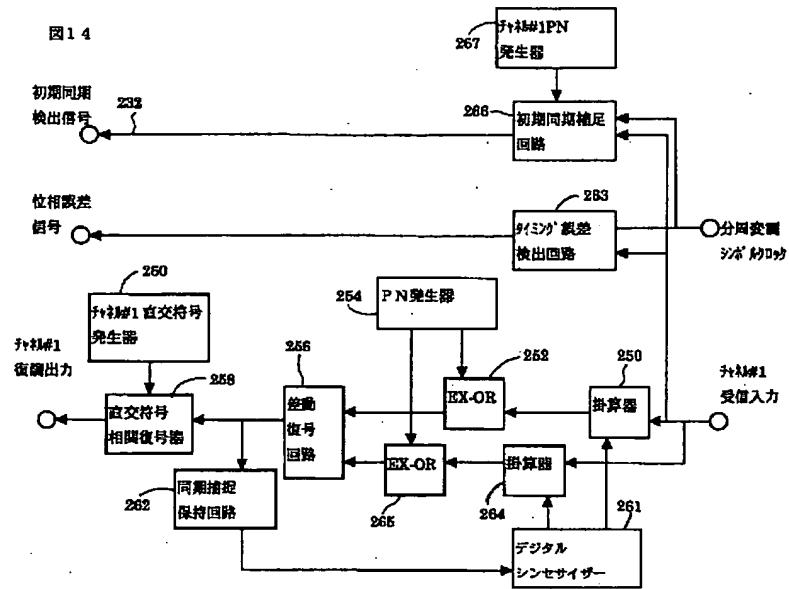 図14
267
チャネル#1PN
発生器
初期同期
検出信号
232
266
初期同期補足
回路
位相誤差
信号
263
タイミング誤差
検出回路
分周変調
シンボルクロック
250
チャネル#1直交符号
発生器
254
PN発生器
チャネル#1
復調出力
258
直交符号
相関復号器
256
差動
復号
回路
252
EX-OR
250
掛算器
チャネル#1
受信入力
EX-OR
265
掛算器
264
262
同期捕捉
保持回路
261
デジタル
シンセサイザー